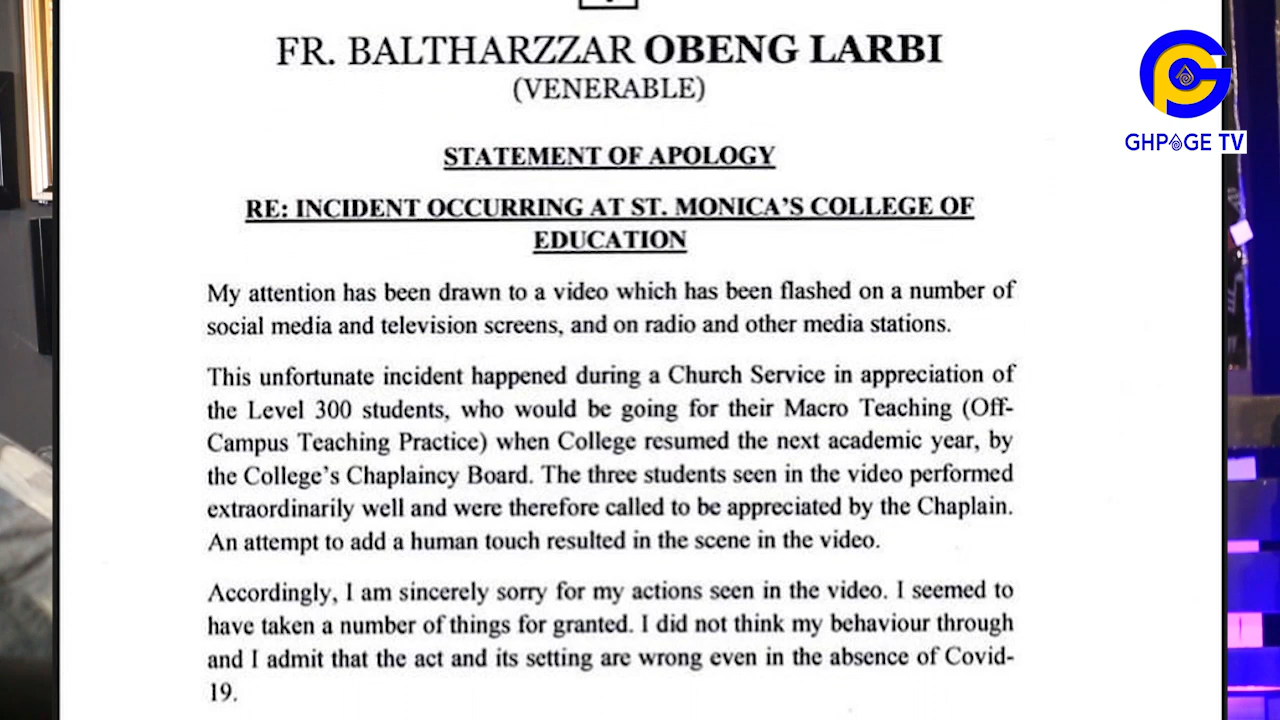 FR. BALTHARZZAR OBENG LARBI
(VENERABLE)
GHPAGE TV
STATEMENT OF APOLOGY
RE: INCIDENT OCCURRING AT ST. MONICA'S COLLEGE OF
EDUCATION
My attention has been drawn to a video which has been flashed on a number of
social media and television screens, and on radio and other media stations.
This unfortunate incident happened during a Church Service in appreciation of
the Level 300 students, who would be going for their Macro Teaching (Off-
Campus Teaching Practice) when College resumed the next academic year, by
the College's Chaplaincy Board. The three students seen in the video performed
extraordinarily well and were therefore called to be appreciated by the Chaplain.
An attempt to add a human touch resulted in the scene in the video.
Accordingly, I am sincerely sorry for my actions seen in the video. I seemed to
have taken a number of things for granted. I did not think my behaviour through
and I admit that the act and its setting are wrong even in the absence of Covid-
19.